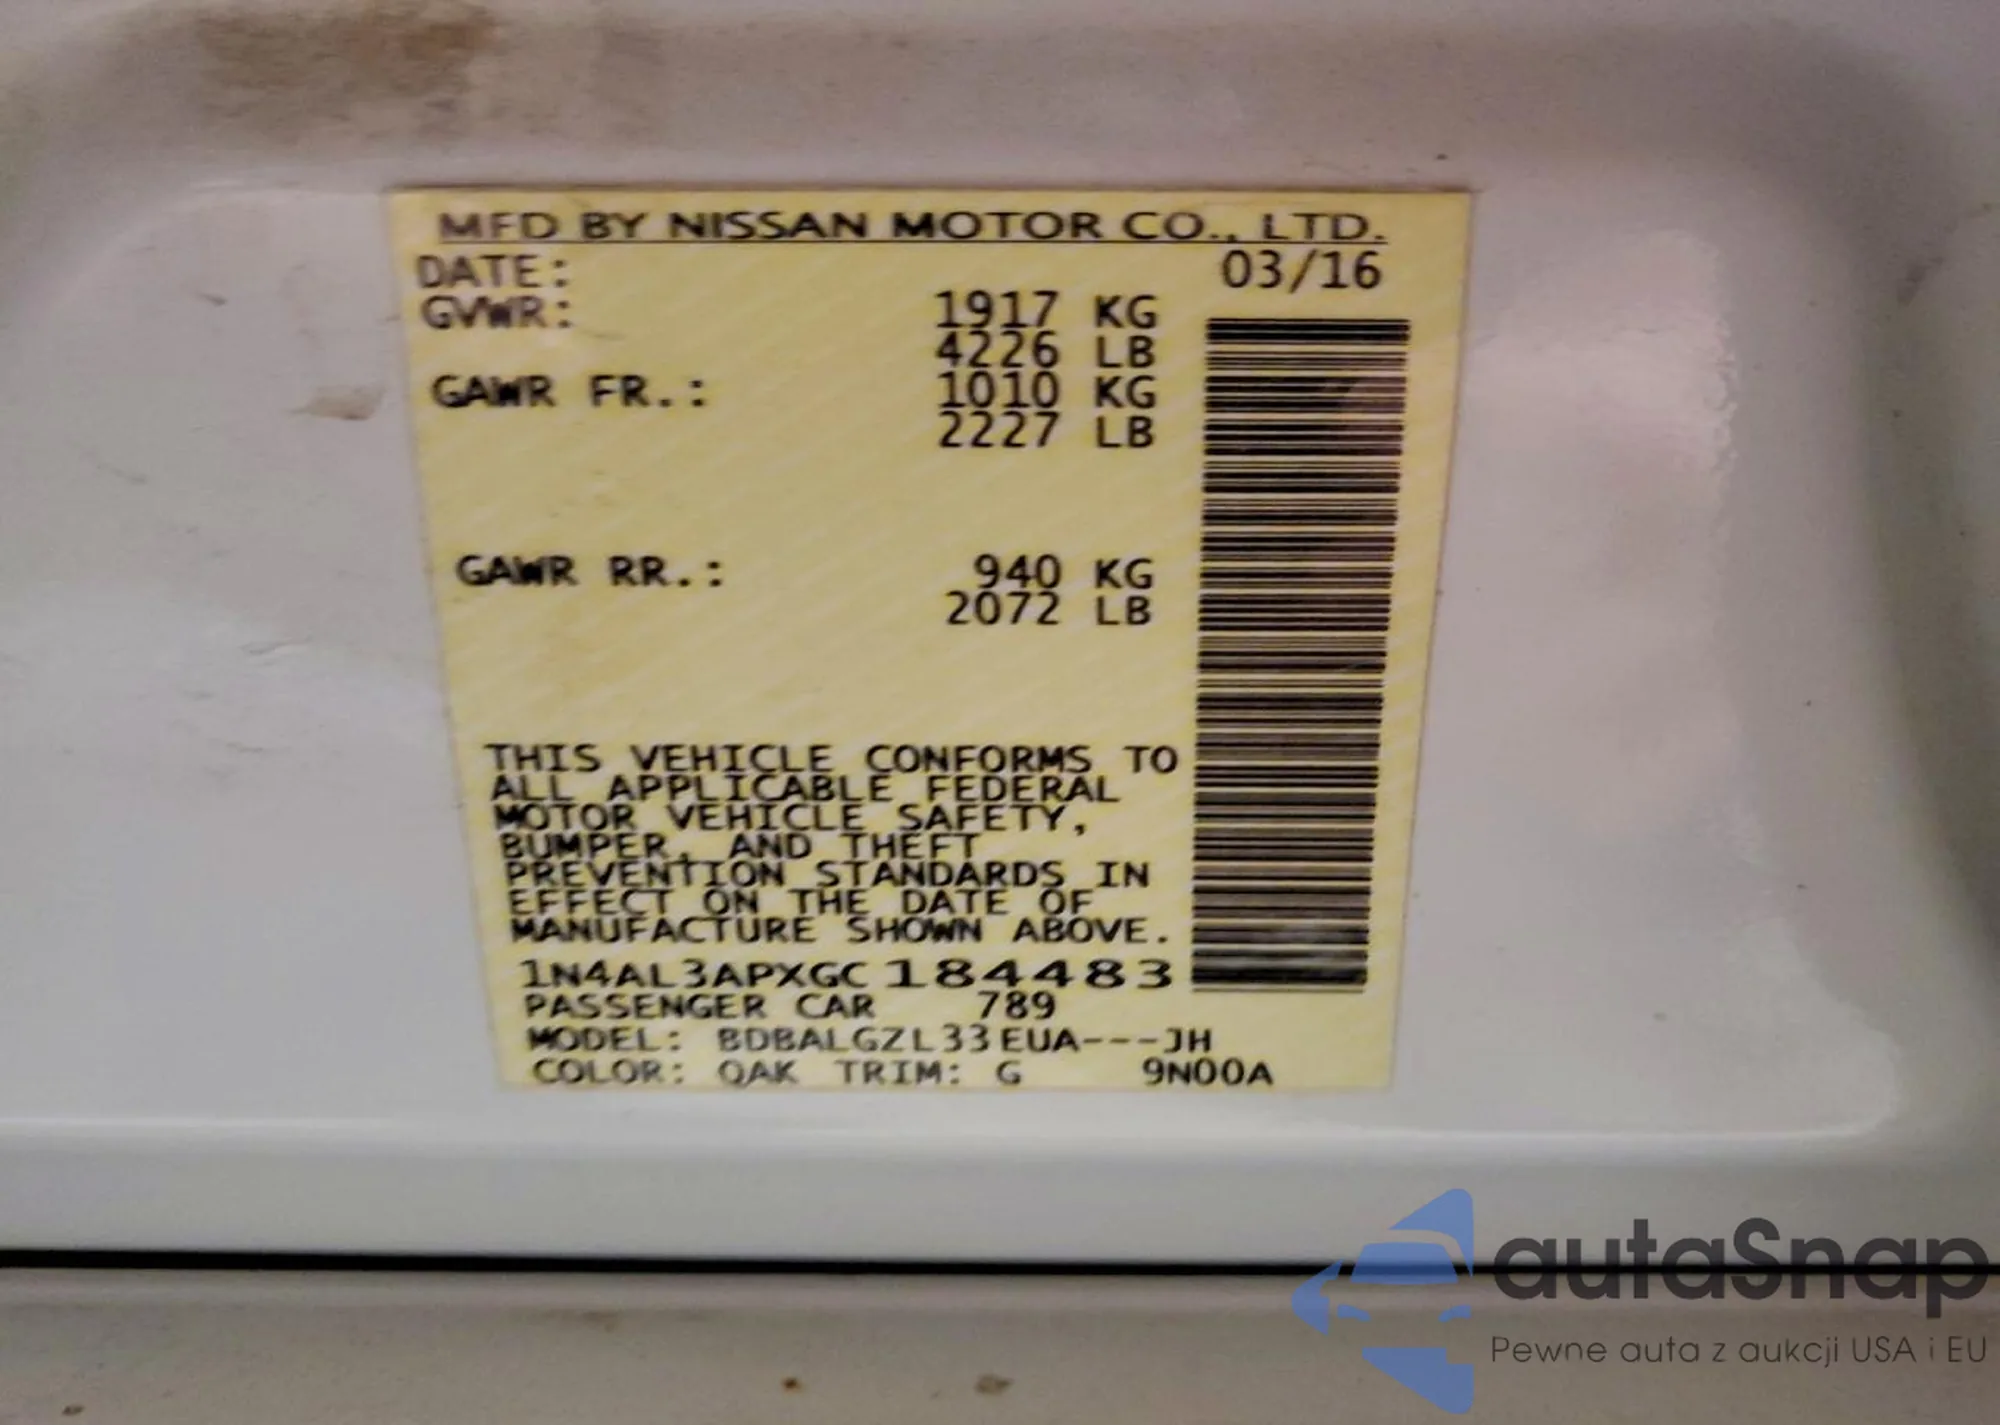 MFD BY NISSAN MOTOR CO., LTD.
DATE: 03/16
GVWR: 1917 KG
4226 LB
GAWR FR.: 1010 KG
2227 LB
GAWR RR.: 940 KG
2072 LB
THIS VEHICLE CONFORMS TO
ALL APPLICABLE FEDERAL
MOTOR VEHICLE SAFETY,
BUMPER, AND THEFT
PREVENTION STANDARDS IN
EFFECT ON THE DATE OF
MANUFACTURE SHOWN ABOVE.
1N4AL3APXGC184483
PASSENGER CAR 789
MODEL: BDBALGZL33EUA---JH
COLOR: QAK TRIM: G 9N00A
autaSnap
Pewne auta z aukcji USA i EU